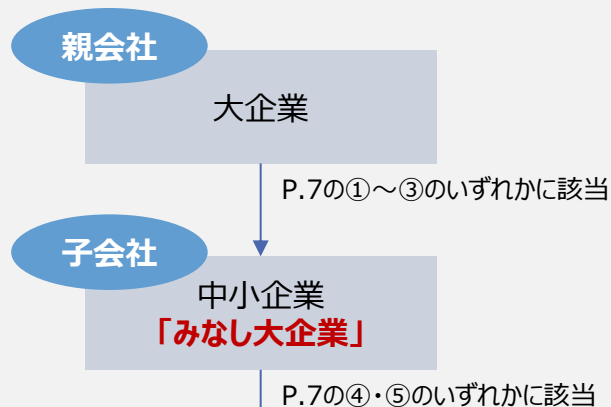 親会社
大企業
P.7の①～③のいずれかに該当
子会社
中小企業
「みなし大企業」
P.7の④・⑤のいずれかに該当